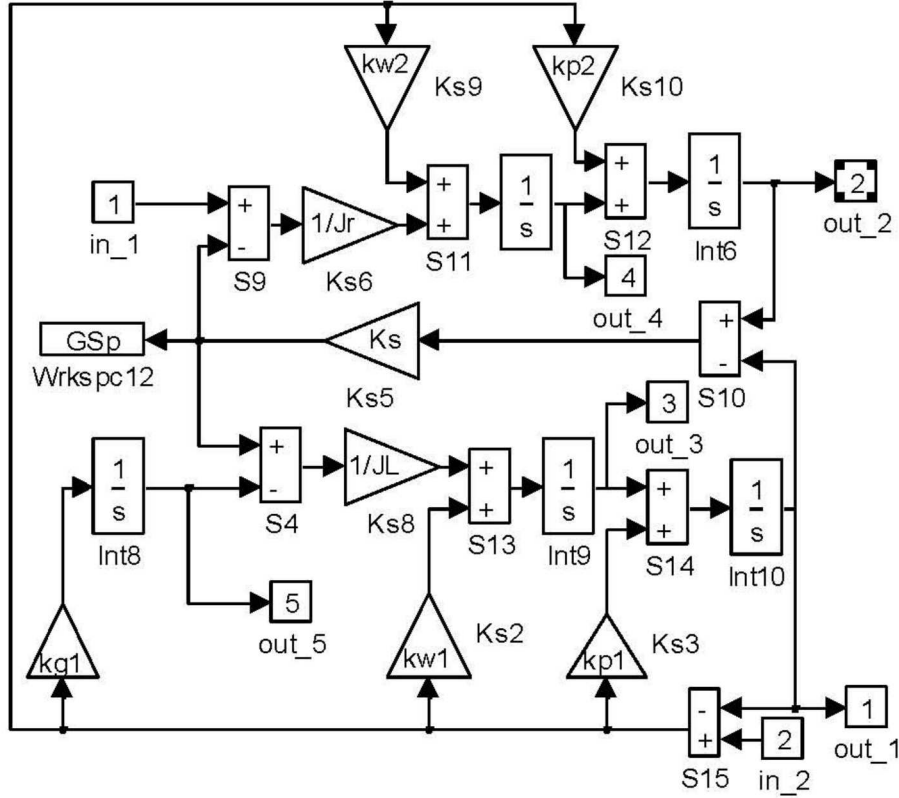 kw2
Ks9
kp2
Ks10
1
in_1
+
-
S9
1/Jr
Ks6
+
+
S11
1
s
+
+
S12
1
s
Int6
2
out_2
4
out_4
GSp
Wrkspc12
Ks
Ks5
+
-
S10
3
out_3
1
s
Int8
+
-
S4
1/JL
Ks8
+
+
S13
1
s
Int9
+
+
S14
1
s
Int10
5
out_5
kg1
kw1
Ks2
kp1
Ks3
-
+
S15
1
out_1
2
in_2